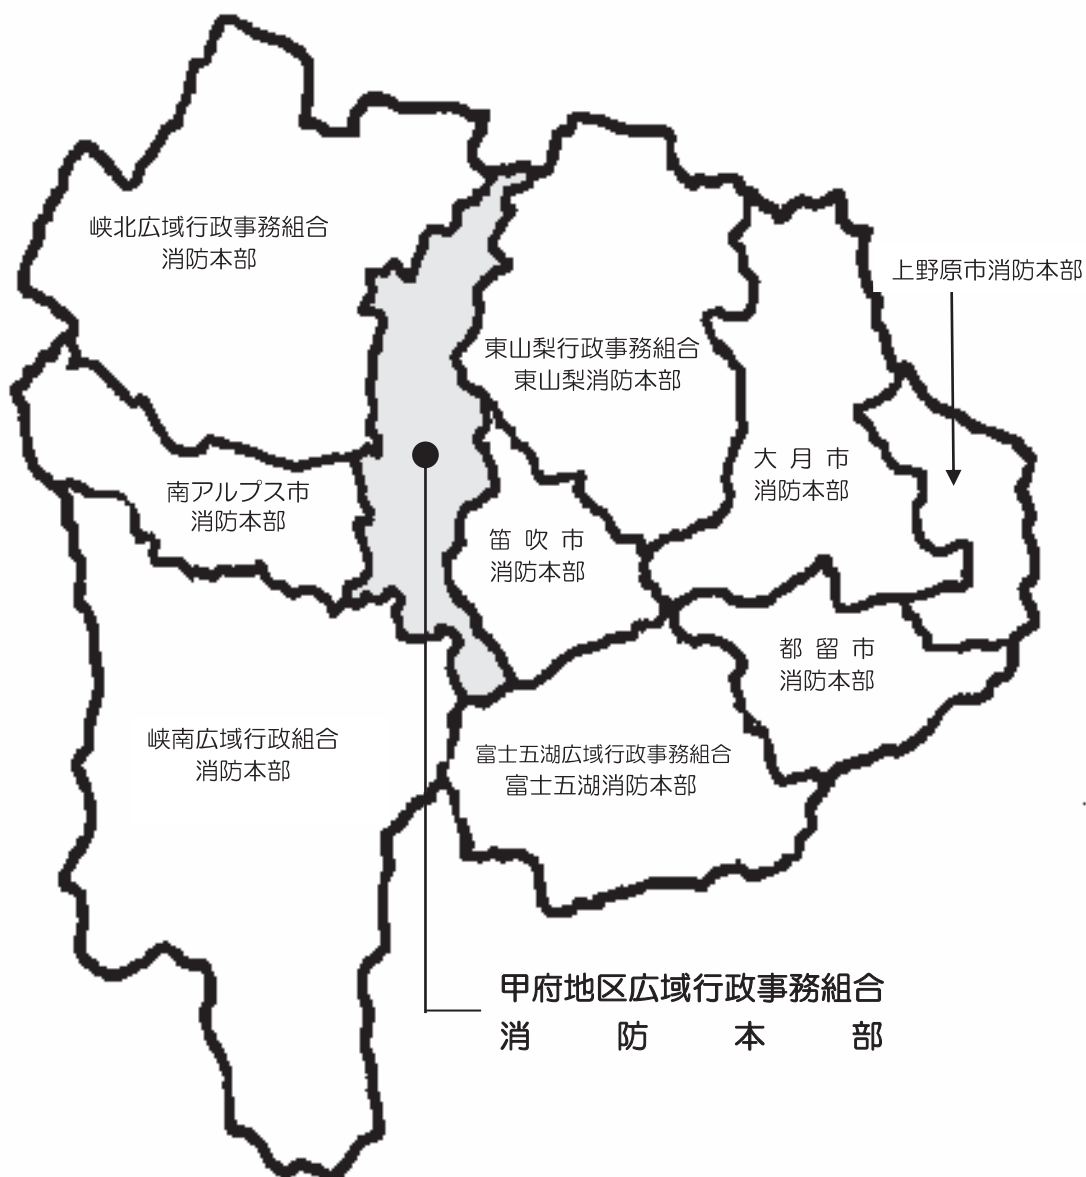 峡北広域行政事務組合
消防本部
上野原市消防本部
東山梨行政事務組合
東山梨消防本部
大月市
消防本部
南アルプス市
消防本部
笛吹市
消防本部
都留市
消防本部
峡南広域行政組合
消防本部
富士五湖広域行政事務組合
富士五湖消防本部
甲府地区広域行政事務組合
消防本部